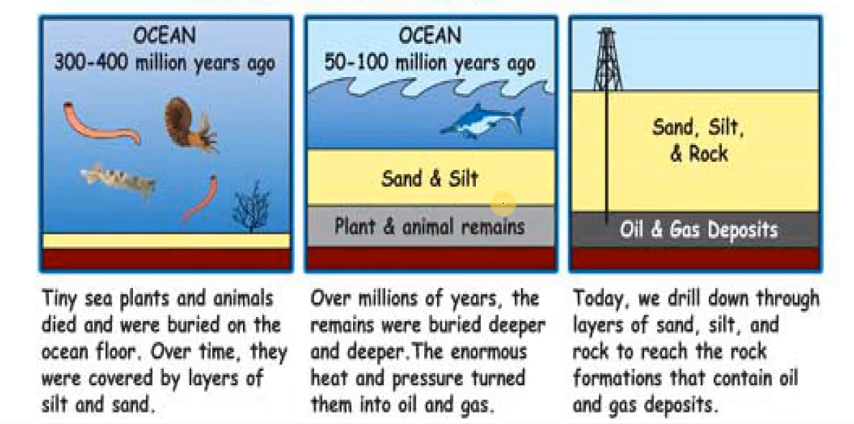 OCEAN
300-400 million years ago
OCEAN
50-100 million years ago
Sand & Silt
Plant & animal remains
Sand, Silt,
& Rock
Oil & Gas Deposits
Tiny sea plants and animals
died and were buried on the
ocean floor. Over time, they
were covered by layers of
silt and sand.
Over millions of years, the
remains were buried deeper
and deeper.The enormous
heat and pressure turned
them into oil and gas.
Today, we drill down through
layers of sand, silt, and
rock to reach the rock
formations that contain oil
and gas deposits.